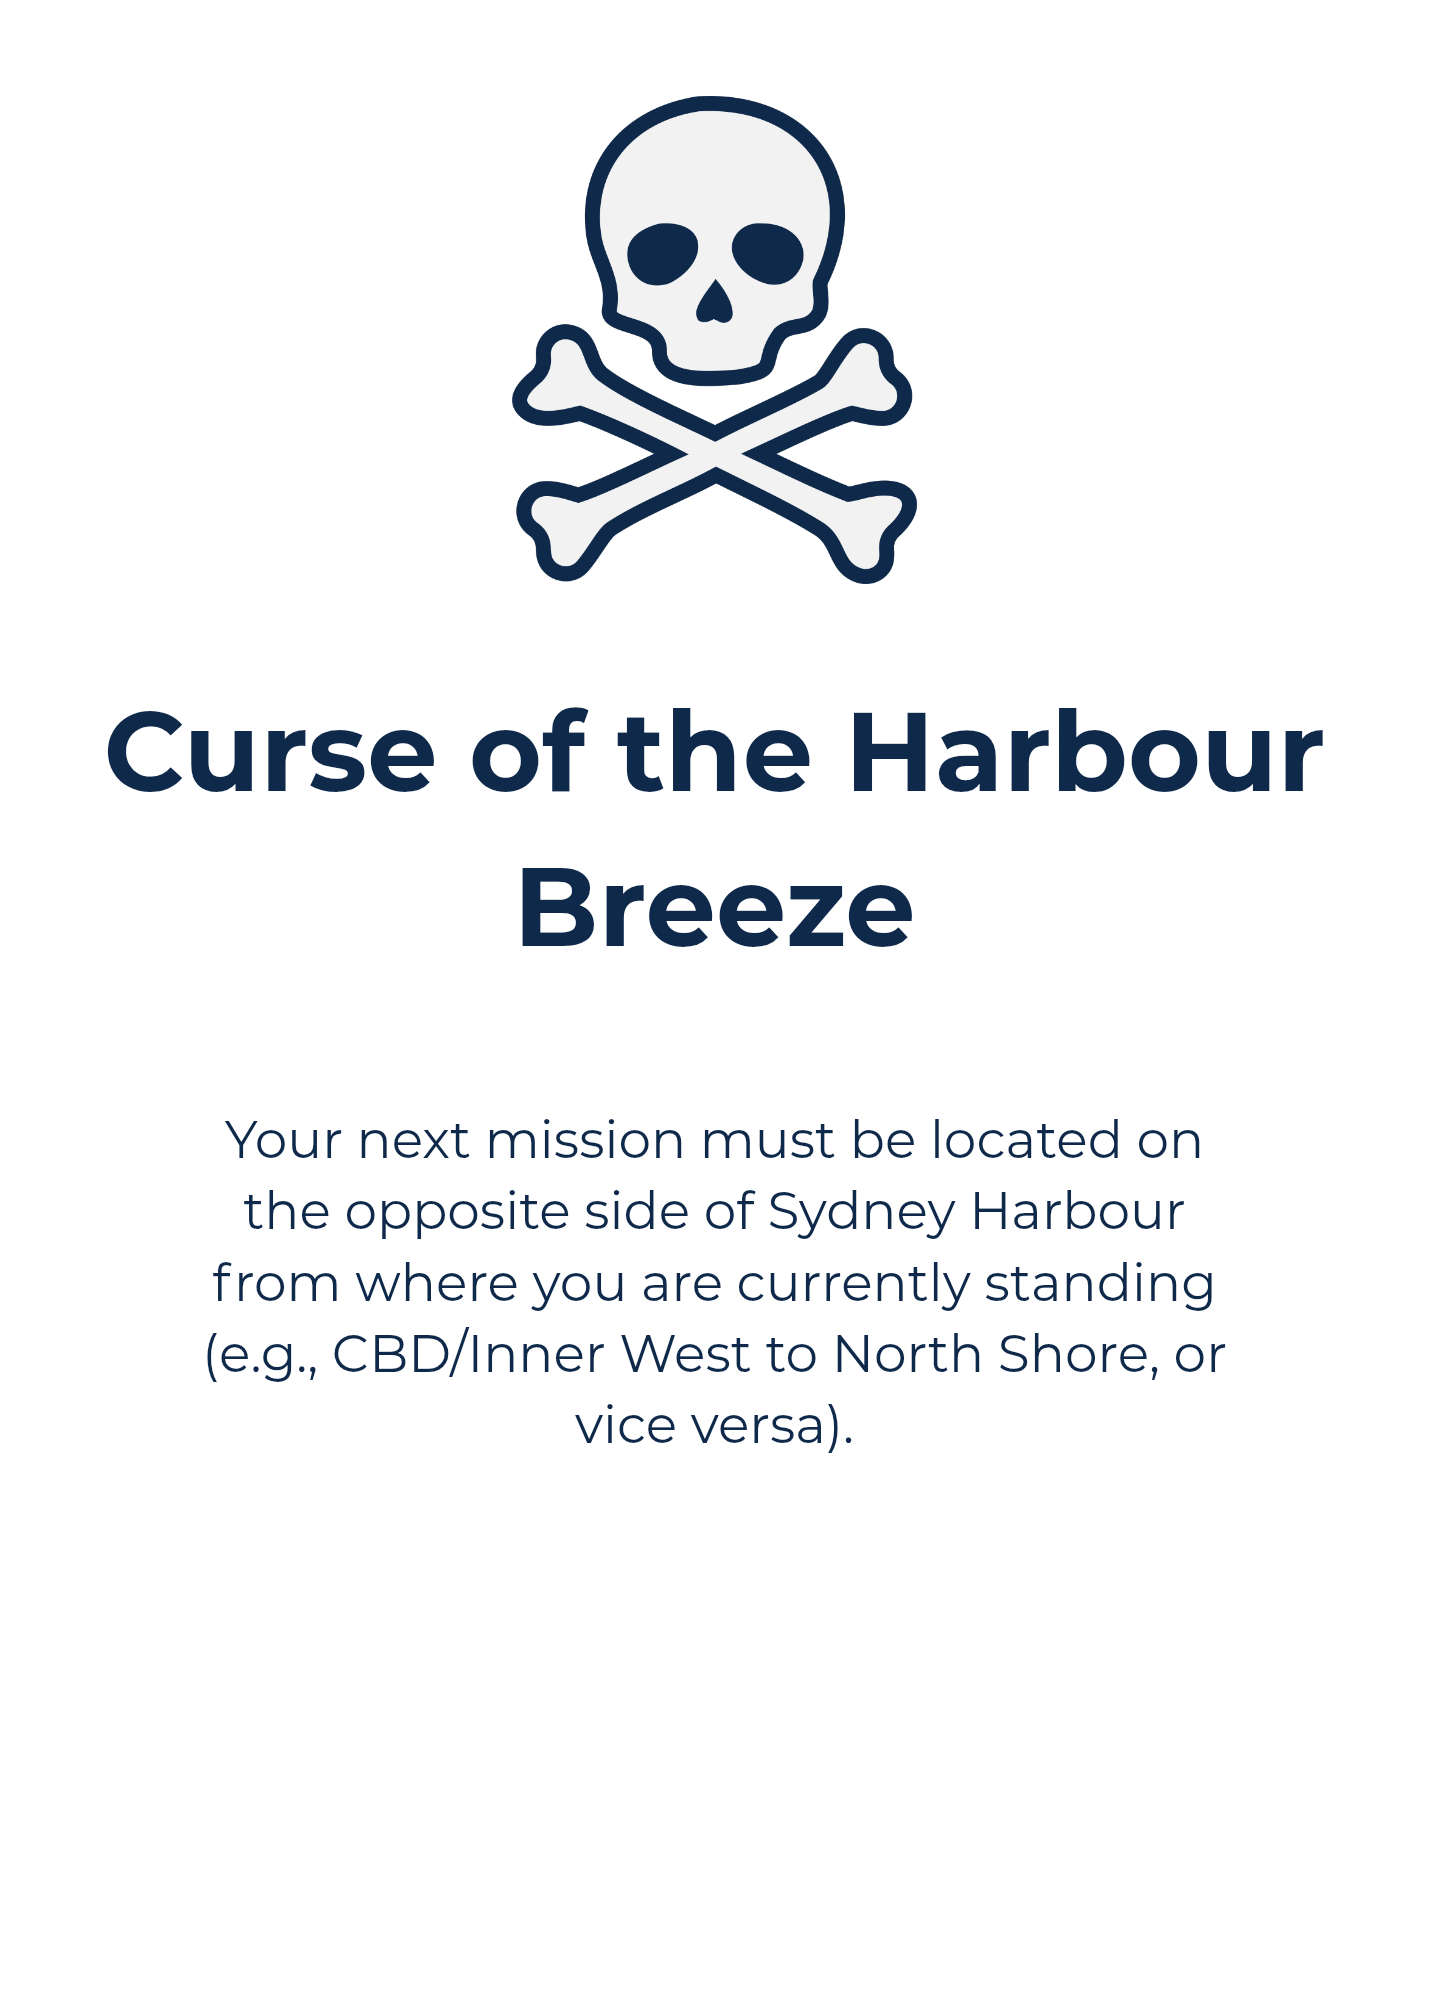 Curse of the Harbour
Breeze
Your next mission must be located on
the opposite side of Sydney Harbour
from where you are currently standing
(e.g., CBD/Inner West to North Shore, or
vice versa).